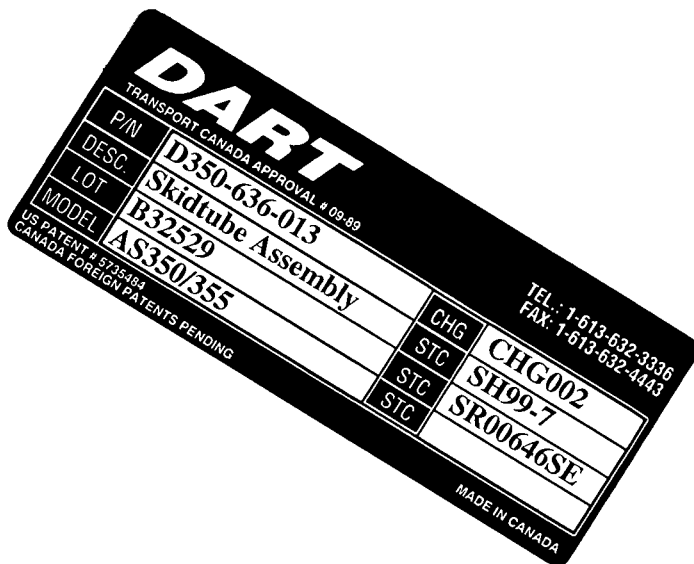 DART
TRANSPORT CANADA APPROVAL # 09-89
TEL.: 1-613-632-3336
FAX: 1-613-632-4443
P/N D350-636-013
DESC. Skidtube Assembly
LOT B32529
MODEL AS350/355
CHG CHG002
STC SH99-7
STC SR00646SE
STC
US PATENT # 5735484
CANADA FOREIGN PATENTS PENDING
MADE IN CANADA